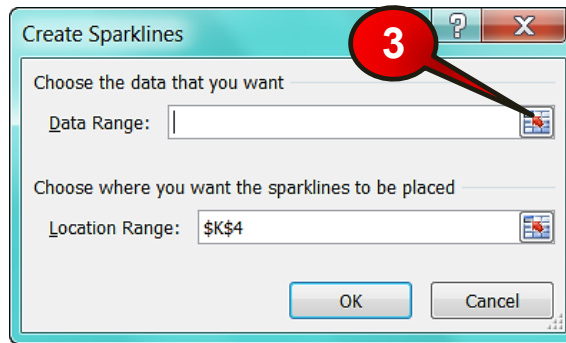 Create Sparklines
3
Choose the data that you want
Data Range:
Choose where you want the sparklines to be placed
Location Range: $K$4
OK Cancel